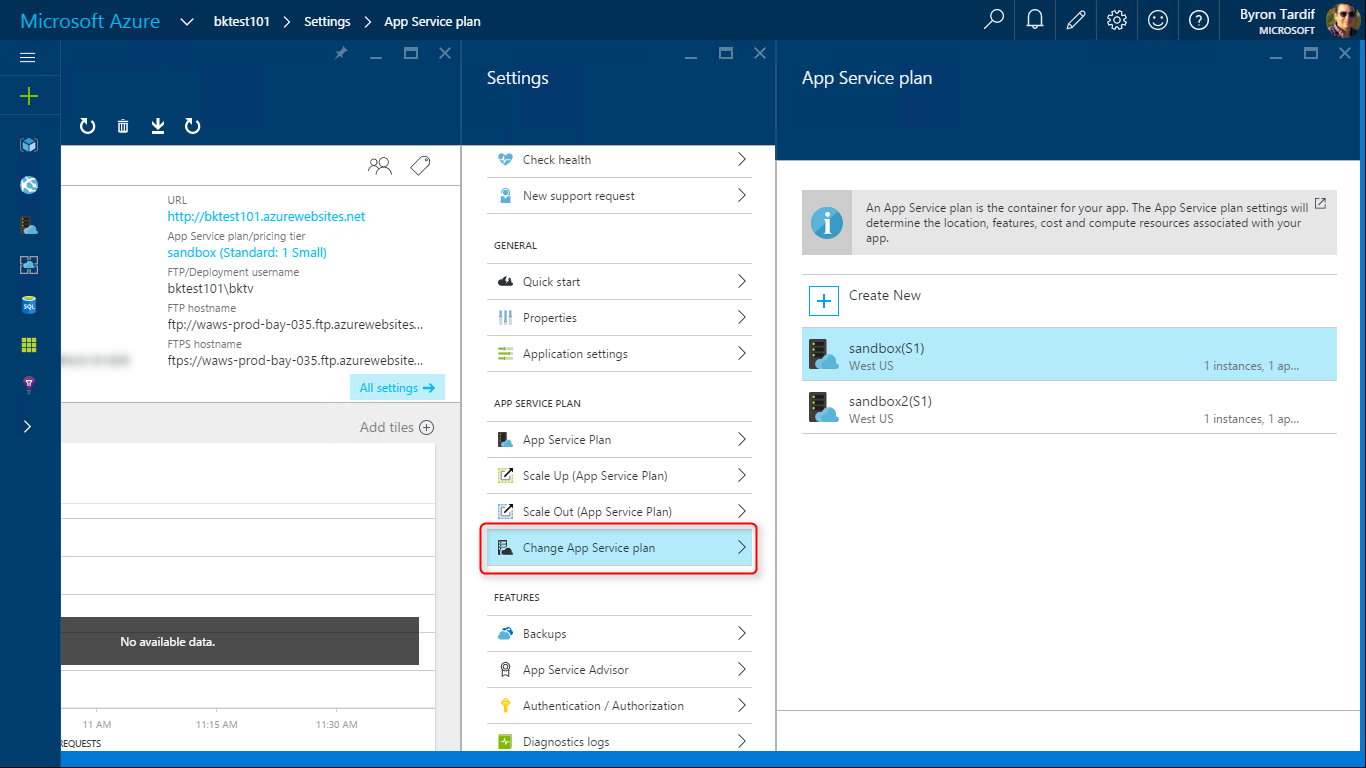 Microsoft Azure
bktest101 > Settings > App Service plan
Byron Tardif
MICROSOFT
URL
http://bktest101.azurewebsites.net
App Service plan/pricing tier
sandbox (Standard: 1 Small)
FTP/Deployment username
bktest101\bktv
FTP hostname
ftp://waws-prod-bay-035.ftp.azurewebsites...
FTPS hostname
ftps://waws-prod-bay-035.ftp.azurewebsite...
All settings
Add tiles
No available data.
11 AM
11:15 AM
11:30 AM
Settings
Check health
New support request
GENERAL
Quick start
Properties
Application settings
APP SERVICE PLAN
App Service Plan
Scale Up (App Service Plan)
Scale Out (App Service Plan)
Change App Service plan
FEATURES
Backups
App Service Advisor
Authentication / Authorization
Diagnostics logs
App Service plan
An App Service plan is the container for your app. The App Service plan settings will
determine the location, features, cost and compute resources associated with your
app.
Create New
sandbox(S1)
West US
1 instances, 1 ap...
sandbox2(S1)
West US
1 instances, 1 ap...
SQL